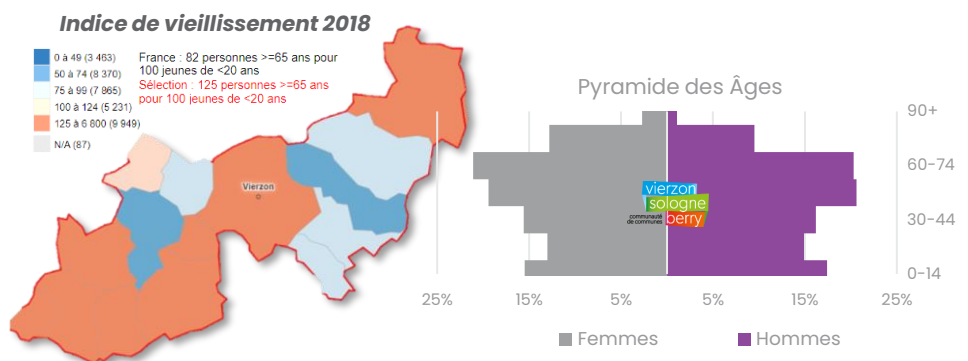 Indice de vieillissement 2018
0 à 49 (3 463)
50 à 74 (8 370)
75 à 99 (7 865)
100 à 124 (5 231)
125 à 6 800 (9 949)
N/A (87)
France : 82 personnes >=65 ans pour
100 jeunes de <20 ans
Sélection : 125 personnes >=65 ans
pour 100 jeunes de <20 ans
Vierzon
Pyramide des Âges
90+
60-74
30-44
0-14
vierzon
sologne
communauté
de communes
berry
25%
15%
5%
5%
15%
25%
Femmes
Hommes